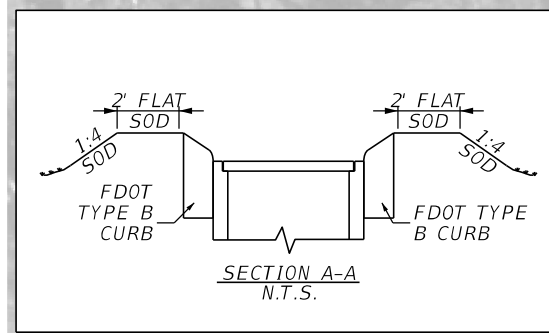 2' FLAT
SOD
1:4
SOD
FDOT
TYPE B
CURB
2' FLAT
SOD
1:4
SOD
FDOT TYPE
B CURB
SECTION A-A
N.T.S.